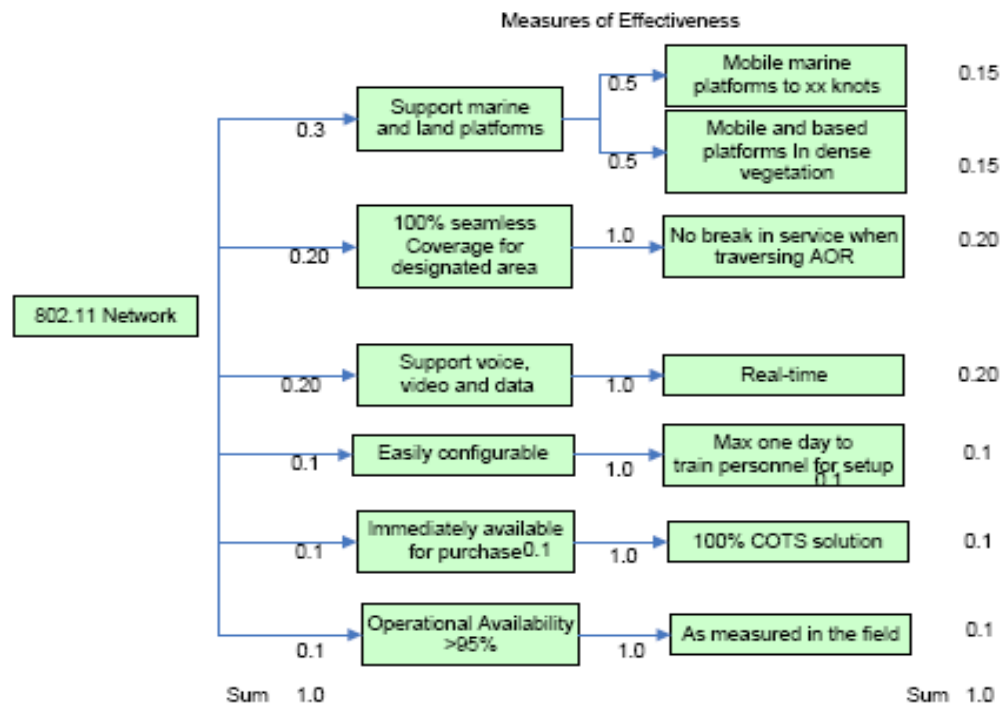 Measures of Effectiveness
802.11 Network
0.3
Support marine
and land platforms
0.5
Mobile marine
platforms to xx knots
0.15
0.5
Mobile and based
platforms In dense
vegetation
0.15
0.20
100% seamless
Coverage for
designated area
1.0
No break in service when
traversing AOR
0.20
0.20
Support voice,
video and data
1.0
Real-time
0.20
0.1
Easily configurable
1.0
Max one day to
train personnel for setup
0.1
0.1
0.1
Immediately available
for purchase0.1
1.0
100% COTS solution
0.1
0.1
Operational Availability
>95%
1.0
As measured in the field
0.1
Sum 1.0
Sum 1.0